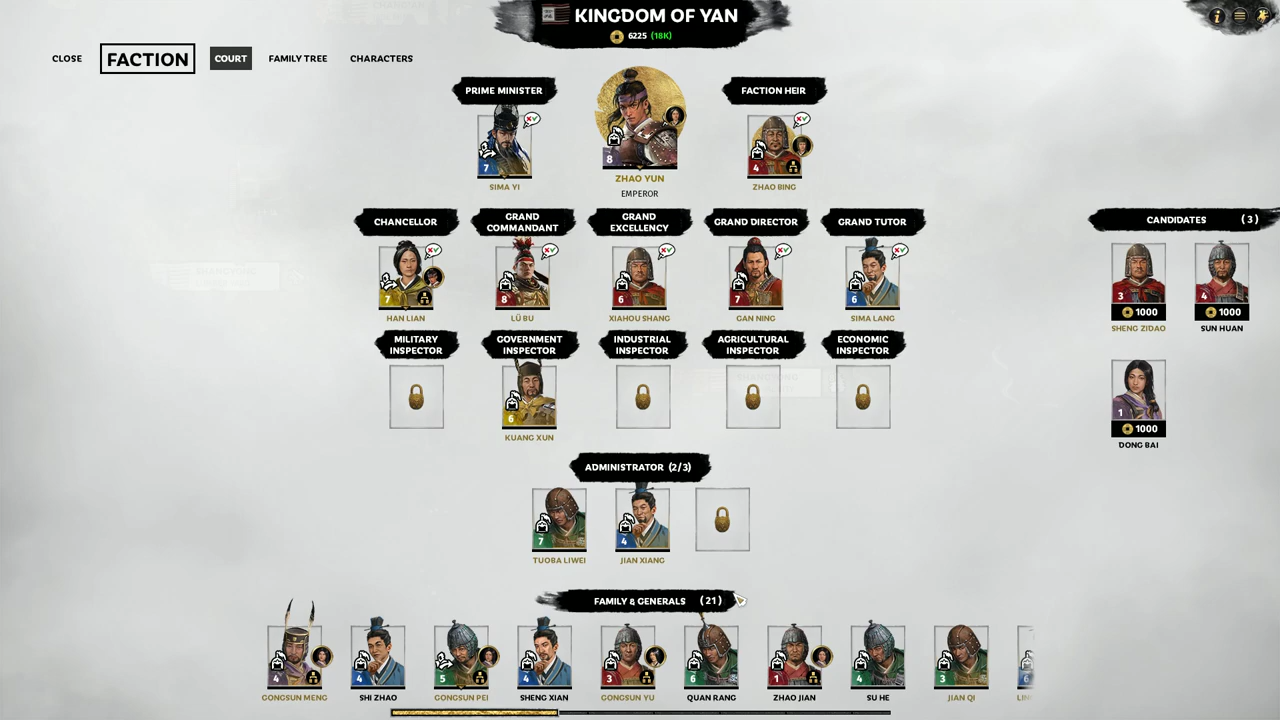 KINGDOM OF YAN
6225 (18K)
CLOSE
FACTION
COURT
FAMILY TREE
CHARACTERS
PRIME MINISTER
FACTION HEIR
7
8
4
SIMA YI
ZHAO YUN
EMPEROR
ZHAO BING
CHANCELLOR
GRAND
COMMANDANT
GRAND
EXCELLENCY
GRAND DIRECTOR
GRAND TUTOR
CANDIDATES (3)
7
8
6
7
6
3
4
1000
1000
HAN LIAN
LÜ BU
XIAHOU SHANG
GAN NING
SIMA LANG
SHENG ZIDAO
SUN HUAN
MILITARY
INSPECTOR
GOVERNMENT
INSPECTOR
INDUSTRIAL
INSPECTOR
AGRICULTURAL
INSPECTOR
ECONOMIC
INSPECTOR
6
1
1000
KUANG XUN
DONG BAI
ADMINISTRATOR (2/3)
7
4
TUOBA LIWEI
JIAN XIANG
FAMILY & GENERALS (21)
4
4
5
4
3
6
1
4
3
6
GONGSUN MENG
SHI ZHAO
GONGSUN PEI
SHENG XIAN
GONGSUN YU
QUAN RANG
ZHAO JIAN
SU HE
JIAN QI